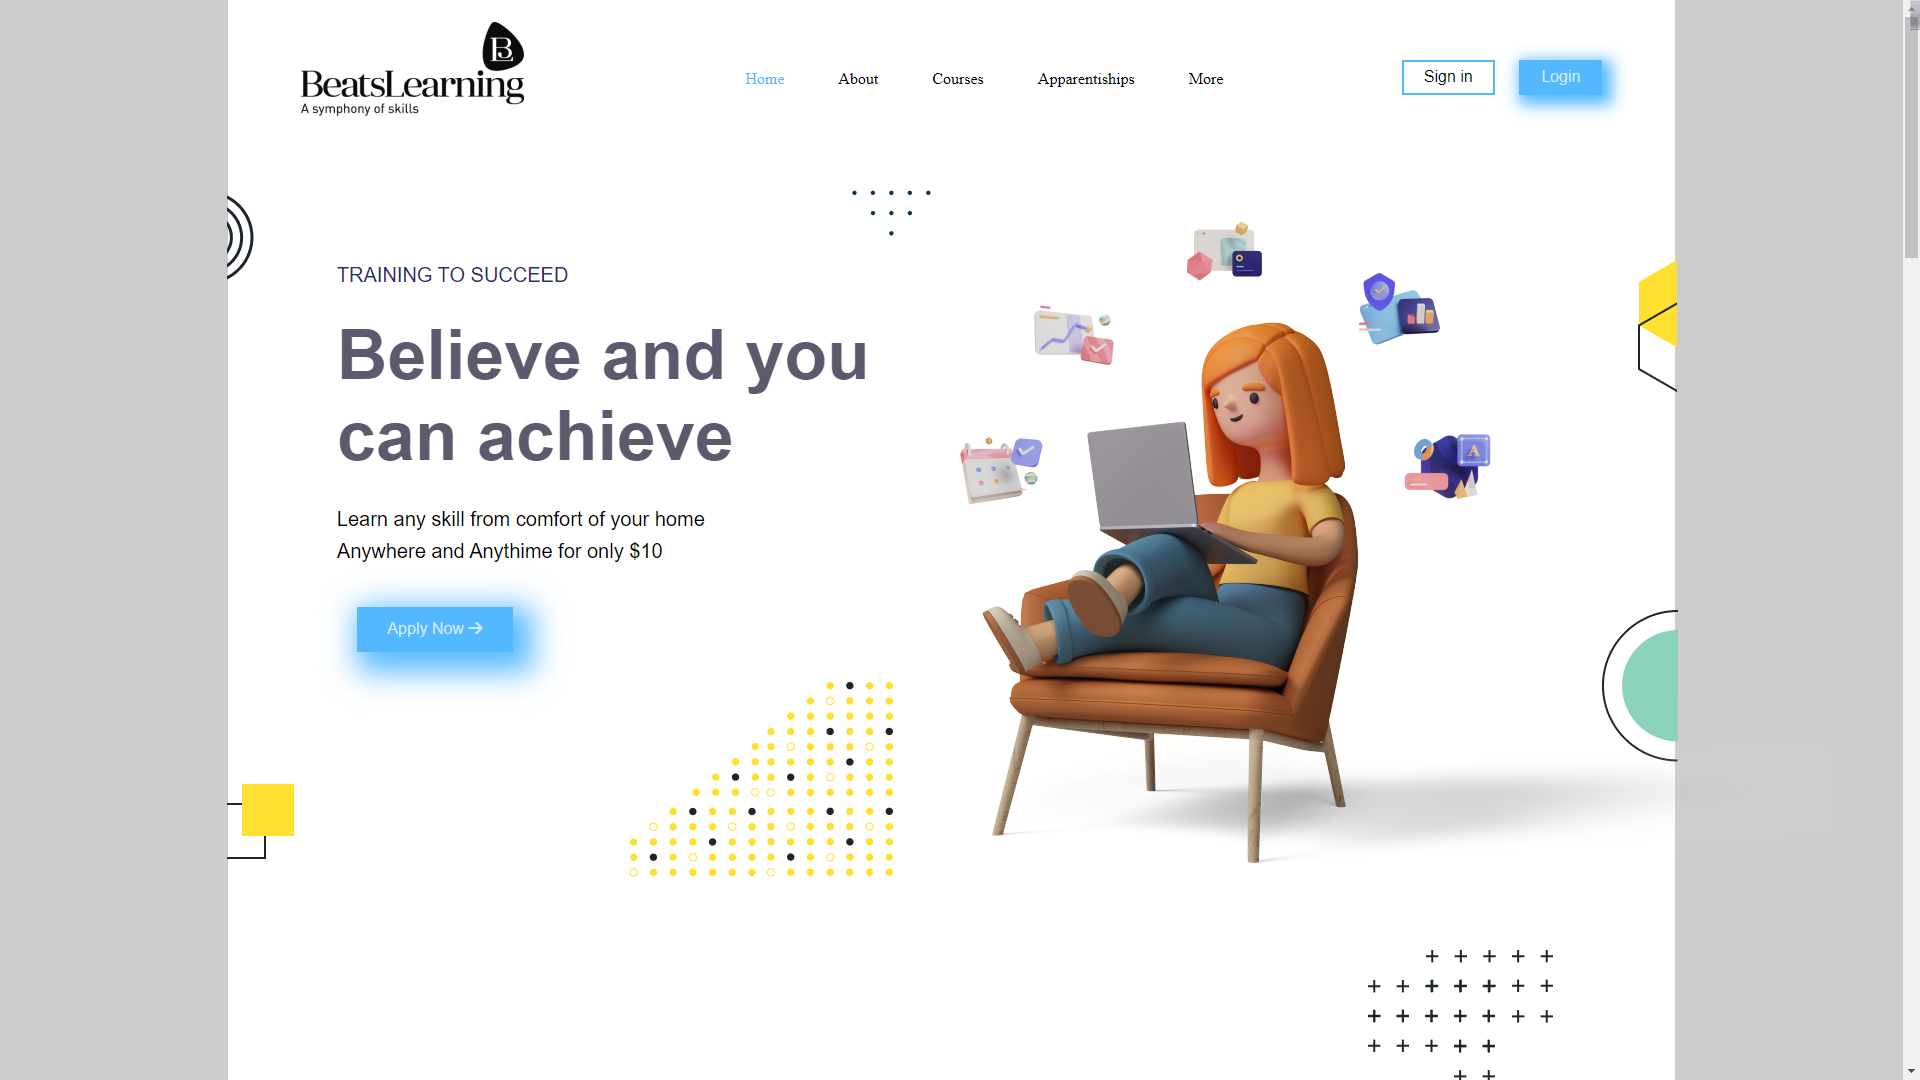 B
BeatsLearning
A symphony of skills
Home About Courses Apparentiships More
Sign in Login
TRAINING TO SUCCEED
Believe and you
can achieve
Learn any skill from comfort of your home
Anywhere and Anythime for only $10
Apply Now →
A